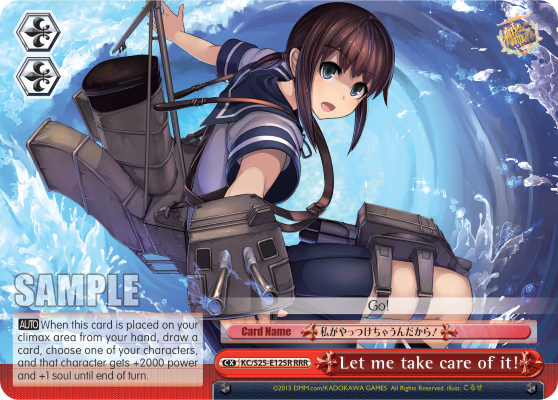 SAMPLE
Go!
AUTO When this card is placed on your
climax area from your hand, draw a
card, choose one of your characters,
and that character gets +2000 power
and +1 soul until end of turn.
Card Name 私がやっつけちゃうんだから!
CX KC/S25-E125R RRR Let me take care of it!
©2015 DMM.com/KADOKAWA GAMES All Rights Reserved. illust. こるせ